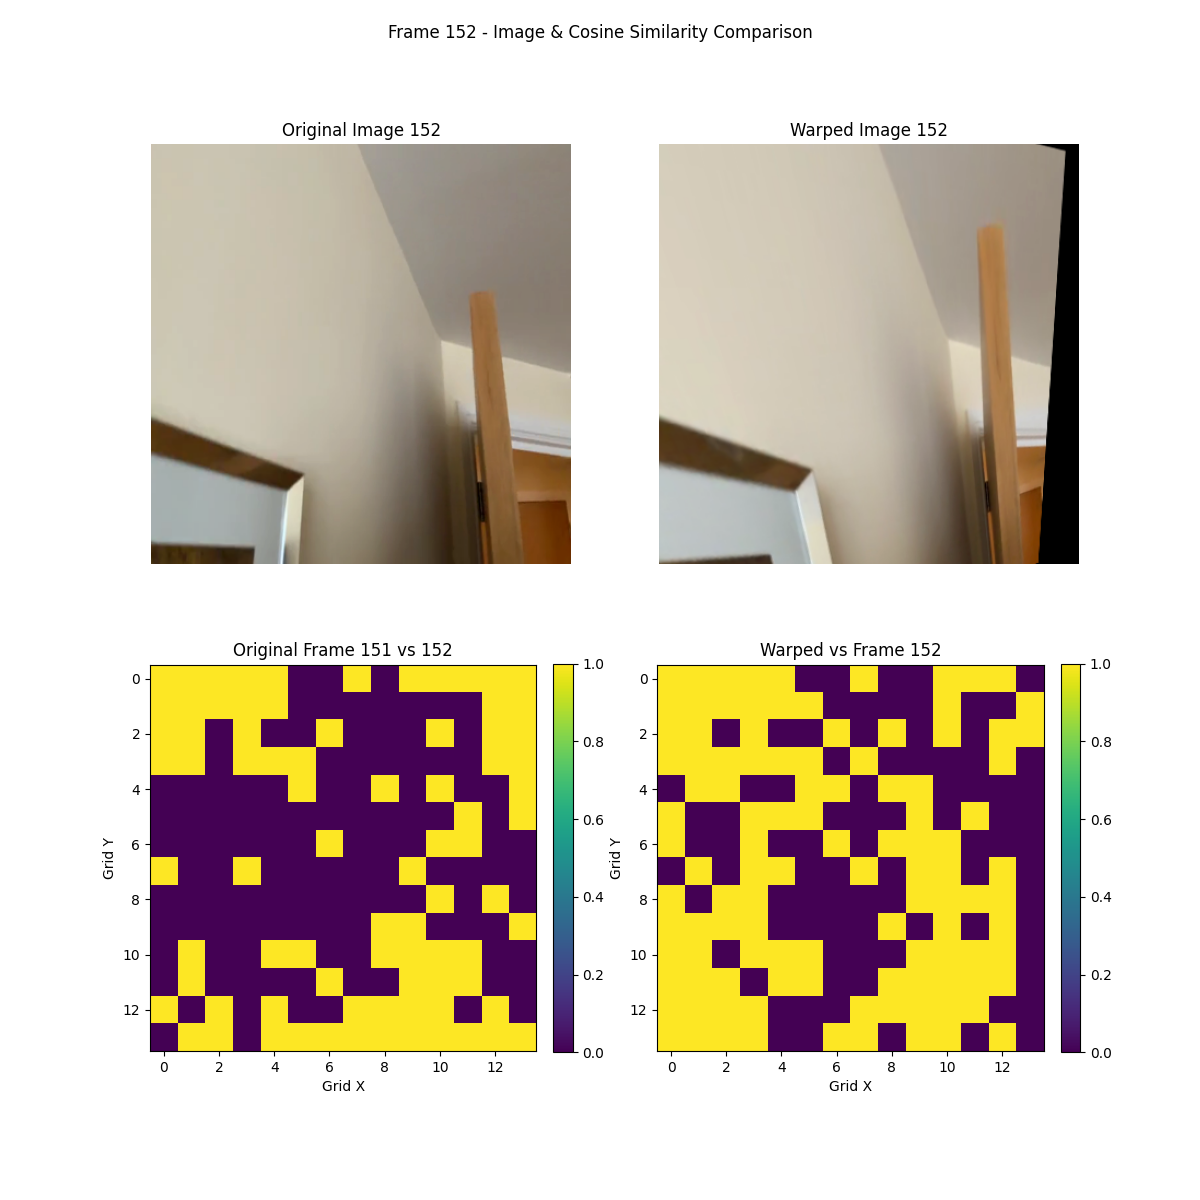 Frame 152 - Image & Cosine Similarity Comparison
Original Image 152
Warped Image 152
Original Frame 151 vs 152
Warped vs Frame 152
0
2
4
6
8
10
12
Grid Y
0 2 4 6 8 10 12
Grid X
1.0
0.8
0.6
0.4
0.2
0.0
0
2
4
6
8
10
12
Grid Y
0 2 4 6 8 10 12
Grid X
1.0
0.8
0.6
0.4
0.2
0.0